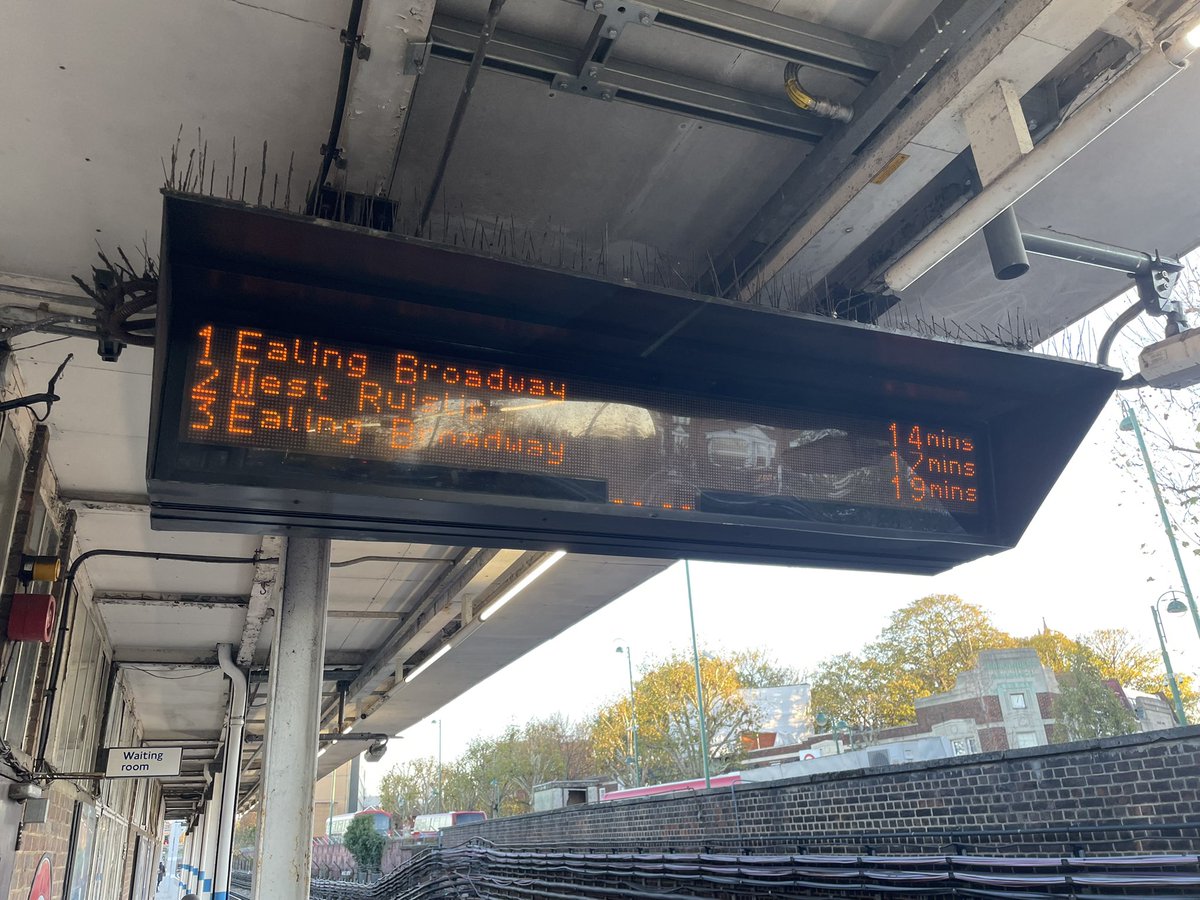 1 Ealing Broadway 14 mins
2 West Ruislip 17 mins
3 Ealing Broadway 19 mins
Waiting
room